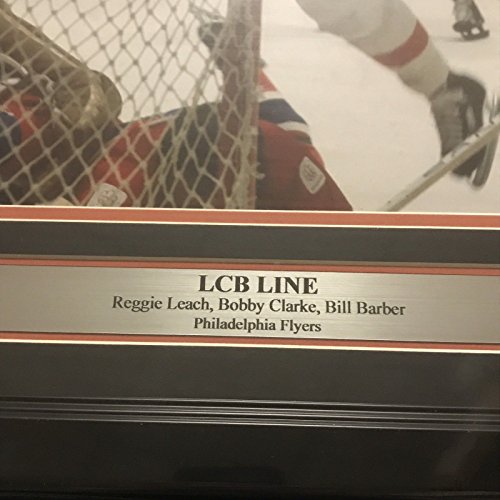 LCB LINE
Reggie Leach, Bobby Clarke, Bill Barber
Philadelphia Flyers